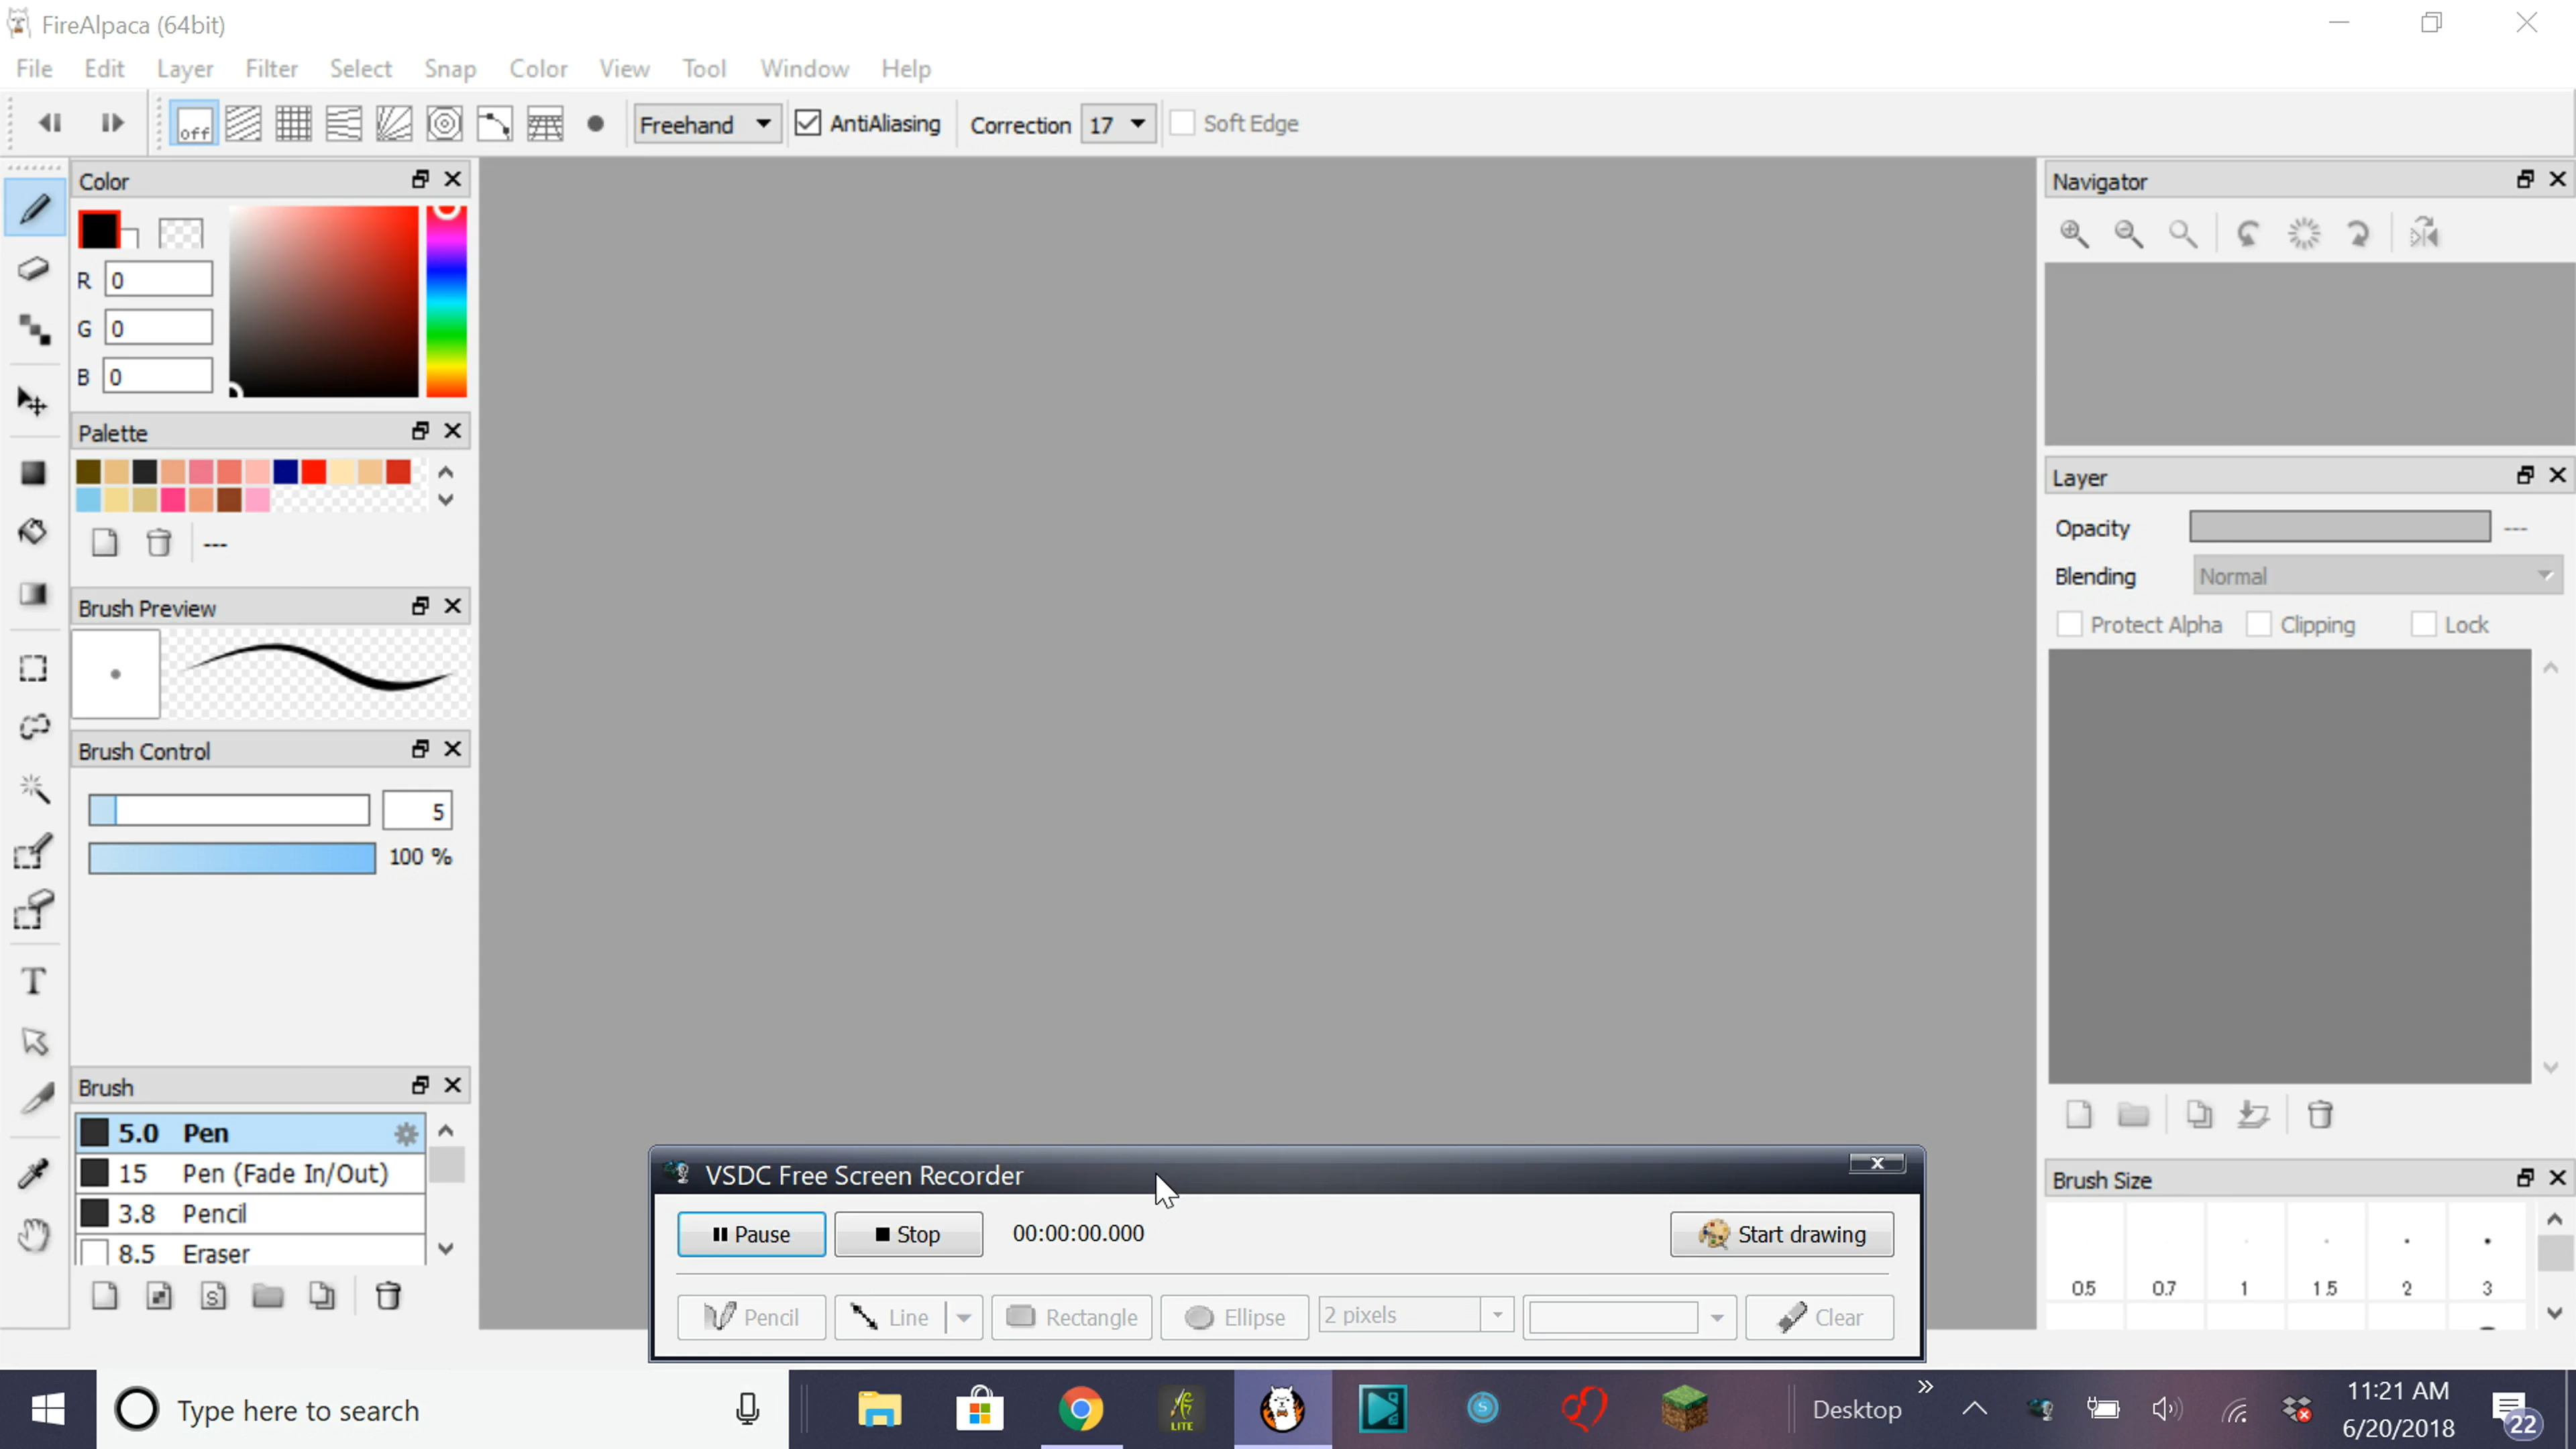 FireAlpaca (64bit)
File Edit Layer Filter Select Snap Color View Tool Window Help
off Freehand AntiAliasing Correction 17 Soft Edge
Color
R 0
G 0
B 0
Palette
---
Brush Preview
Brush Control
5
100 %
T
Brush
5.0 Pen
15 Pen (Fade In/Out)
3.8 Pencil
8.5 Eraser
S
Navigator
Layer
Opacity ---
Blending Normal
Protect Alpha Clipping Lock
Brush Size
0.5 0.7 1 1.5 2 3
VSDC Free Screen Recorder
Pause Stop 00:00:00.000 Start drawing
Pencil Line Rectangle Ellipse 2 pixels Clear
Type here to search
LITE
S
Desktop
11:21 AM
6/20/2018
22